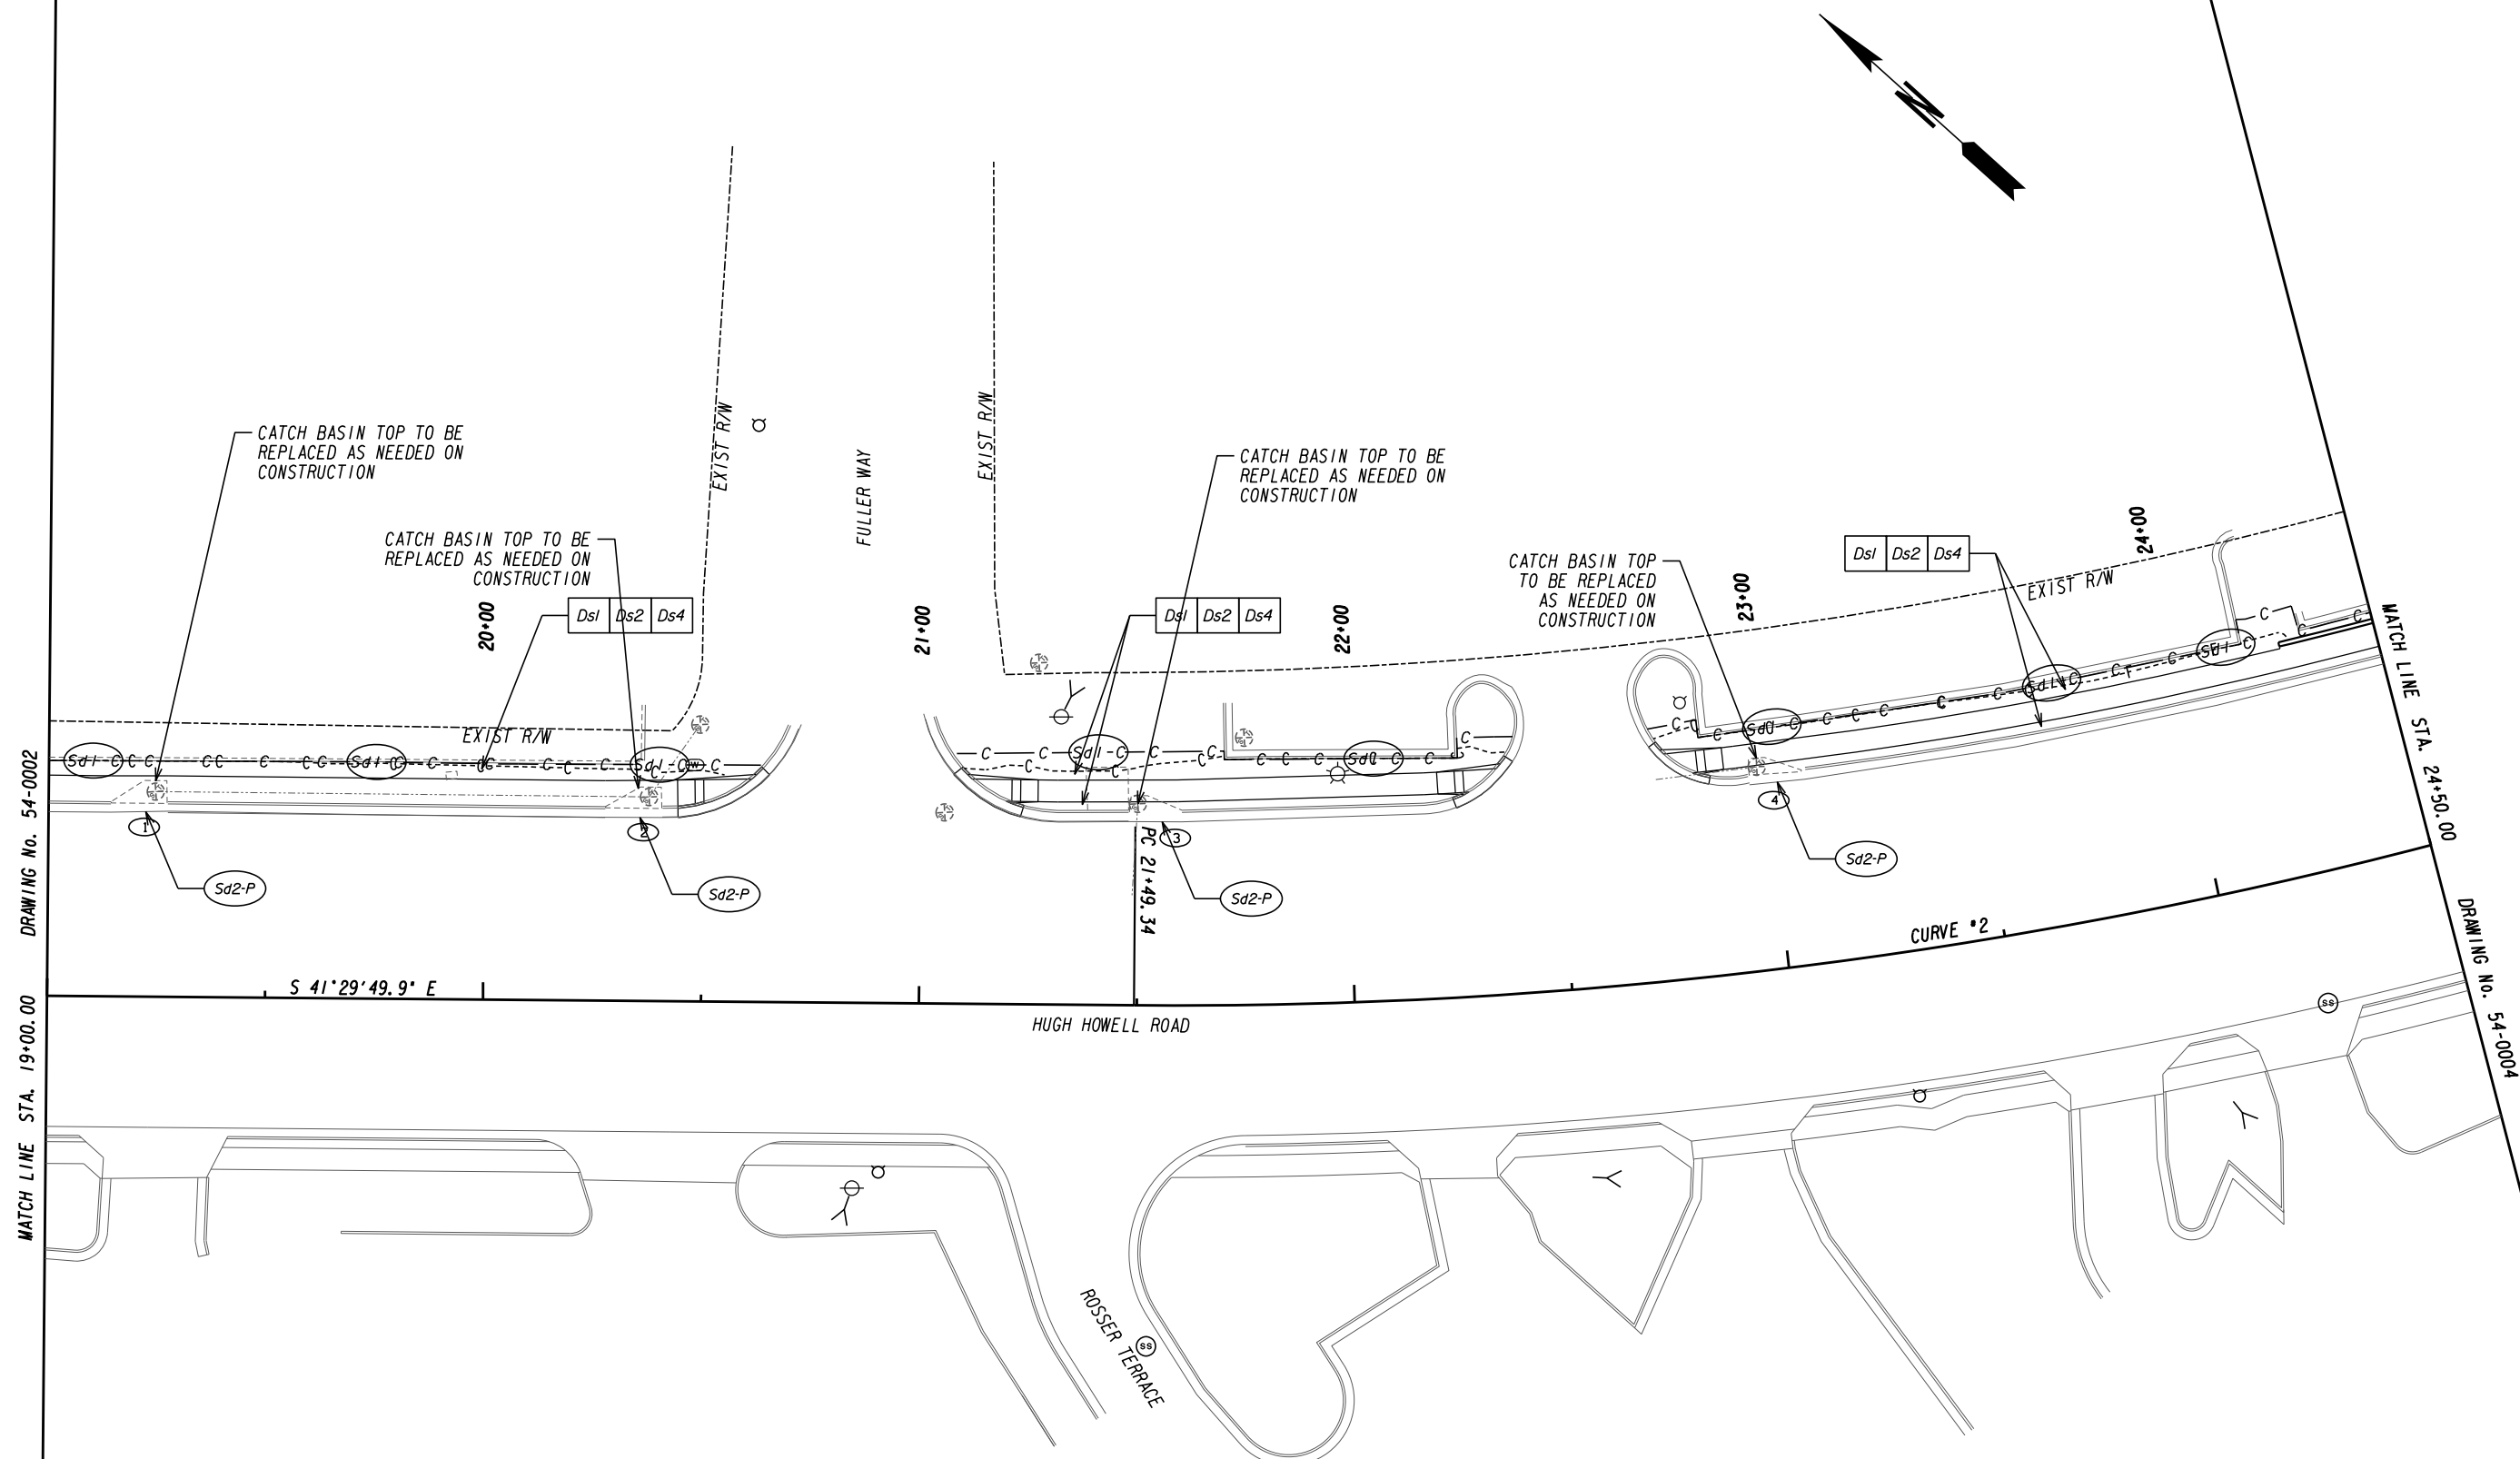 N
CATCH BASIN TOP TO BE
REPLACED AS NEEDED ON
CONSTRUCTION
CATCH BASIN TOP TO BE
REPLACED AS NEEDED ON
CONSTRUCTION
CATCH BASIN TOP TO BE
REPLACED AS NEEDED ON
CONSTRUCTION
CATCH BASIN TOP
TO BE REPLACED
AS NEEDED ON
CONSTRUCTION
EXIST R/W
FULLER WAY
EXIST R/W
EXIST R/W
EXIST R/W
20+00
21+00
22+00
23+00
24+00
Ds1 Ds2 Ds4
Ds1 Ds2 Ds4
Ds1 Ds2 Ds4
Sd1-C C C C C C C C Sd1-C C C C C C C C Sd1-C W C
C C Sd1-C C C C C C C C C Sd1-C C C
C C Sd1-C C C C C C Sd1-C C C Sd1-C C C C
1
2
3
4
Sd2-P
Sd2-P
Sd2-P
Sd2-P
PC 21+49.34
S 41°29'49.9" E
HUGH HOWELL ROAD
CURVE #2
ROSSER TERRACE
SS
SS
MATCH LINE STA. 19+00.00 DRAWING No. 54-0002
MATCH LINE STA. 24+50.00 DRAWING No. 54-0004